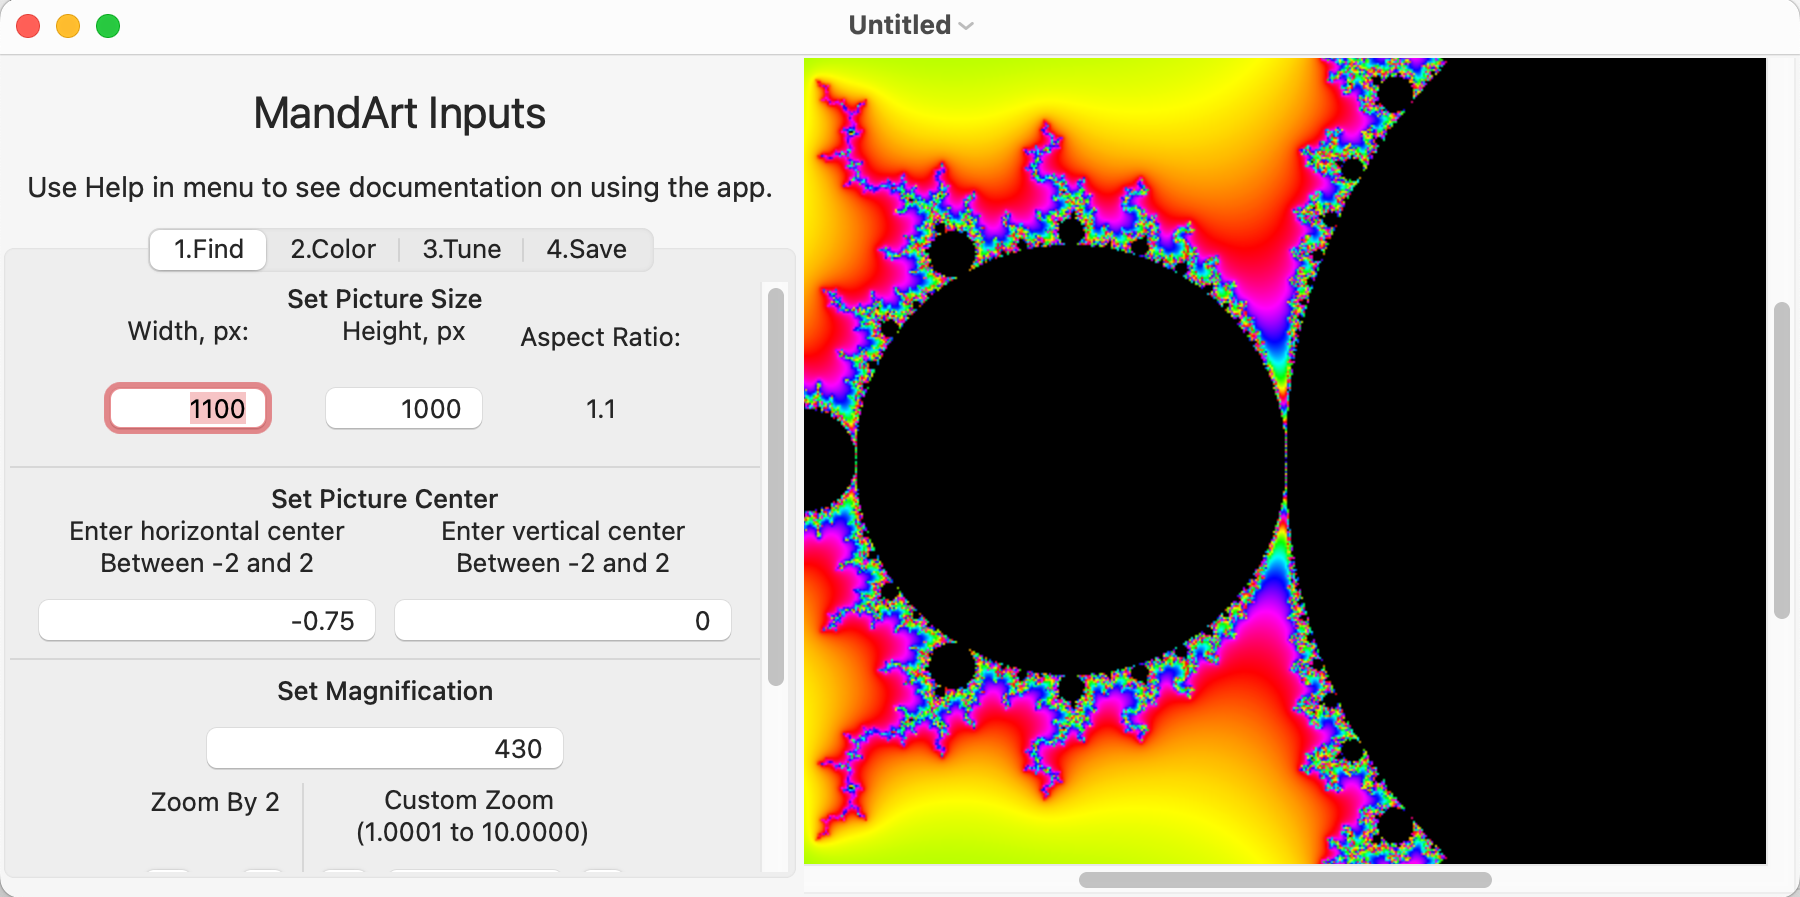 Untitled
MandArt Inputs
Use Help in menu to see documentation on using the app.
1.Find 2.Color 3.Tune 4.Save
Set Picture Size
Width, px: Height, px Aspect Ratio:
1100 1000 1.1
Set Picture Center
Enter horizontal center Enter vertical center
Between -2 and 2 Between -2 and 2
-0.75 0
Set Magnification
430
Zoom By 2 Custom Zoom
(1.0001 to 10.0000)